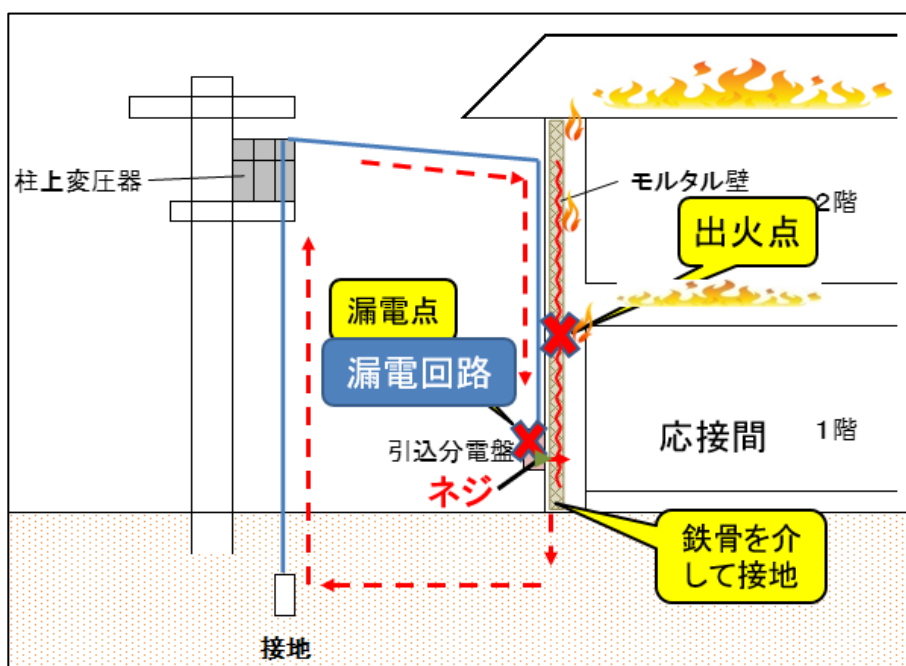 柱上変圧器
モルタル壁
2階
出火点
漏電点
漏電回路
引込分電盤
ネジ
応接間
1階
鉄骨を介
して接地
接地